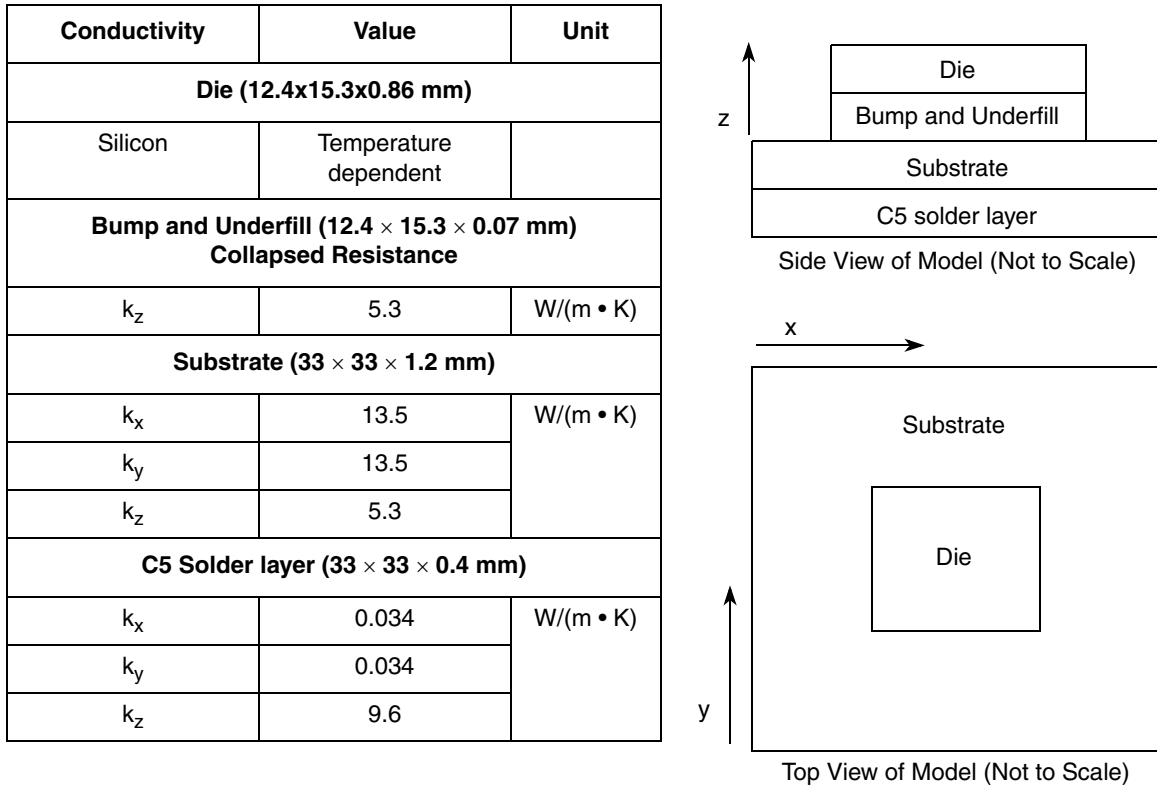 Conductivity Value Unit
Die (12.4x15.3x0.86 mm)
Silicon Temperature
dependent
Bump and Underfill (12.4 × 15.3 × 0.07 mm)
Collapsed Resistance
kz 5.3 W/(m • K)
Substrate (33 × 33 × 1.2 mm)
kx 13.5 W/(m • K)
ky 13.5
kz 5.3
C5 Solder layer (33 × 33 × 0.4 mm)
kx 0.034 W/(m • K)
ky 0.034
kz 9.6
z
Die
Bump and Underfill
Substrate
C5 solder layer
Side View of Model (Not to Scale)
x
Substrate
Die
y
Top View of Model (Not to Scale)